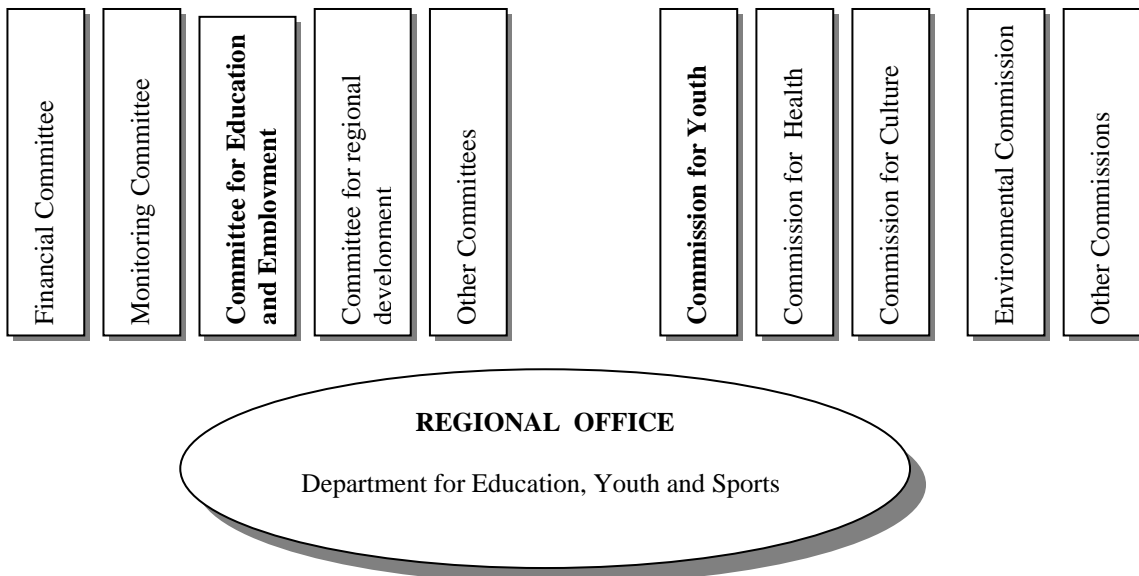 Financial Committee
Monitoring Committee
Committee for Education
and Employment
Committee for regional
development
Other Committees
Commission for Youth
Commission for Health
Commission for Culture
Environmental Commission
Other Commissions
REGIONAL OFFICE
Department for Education, Youth and Sports